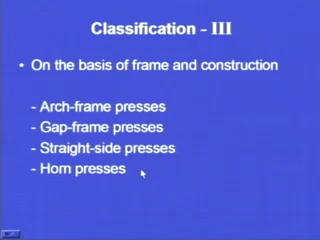 Classification - III
• On the basis of frame and construction
- Arch-frame presses
- Gap-frame presses
- Straight-side presses
- Horn presses